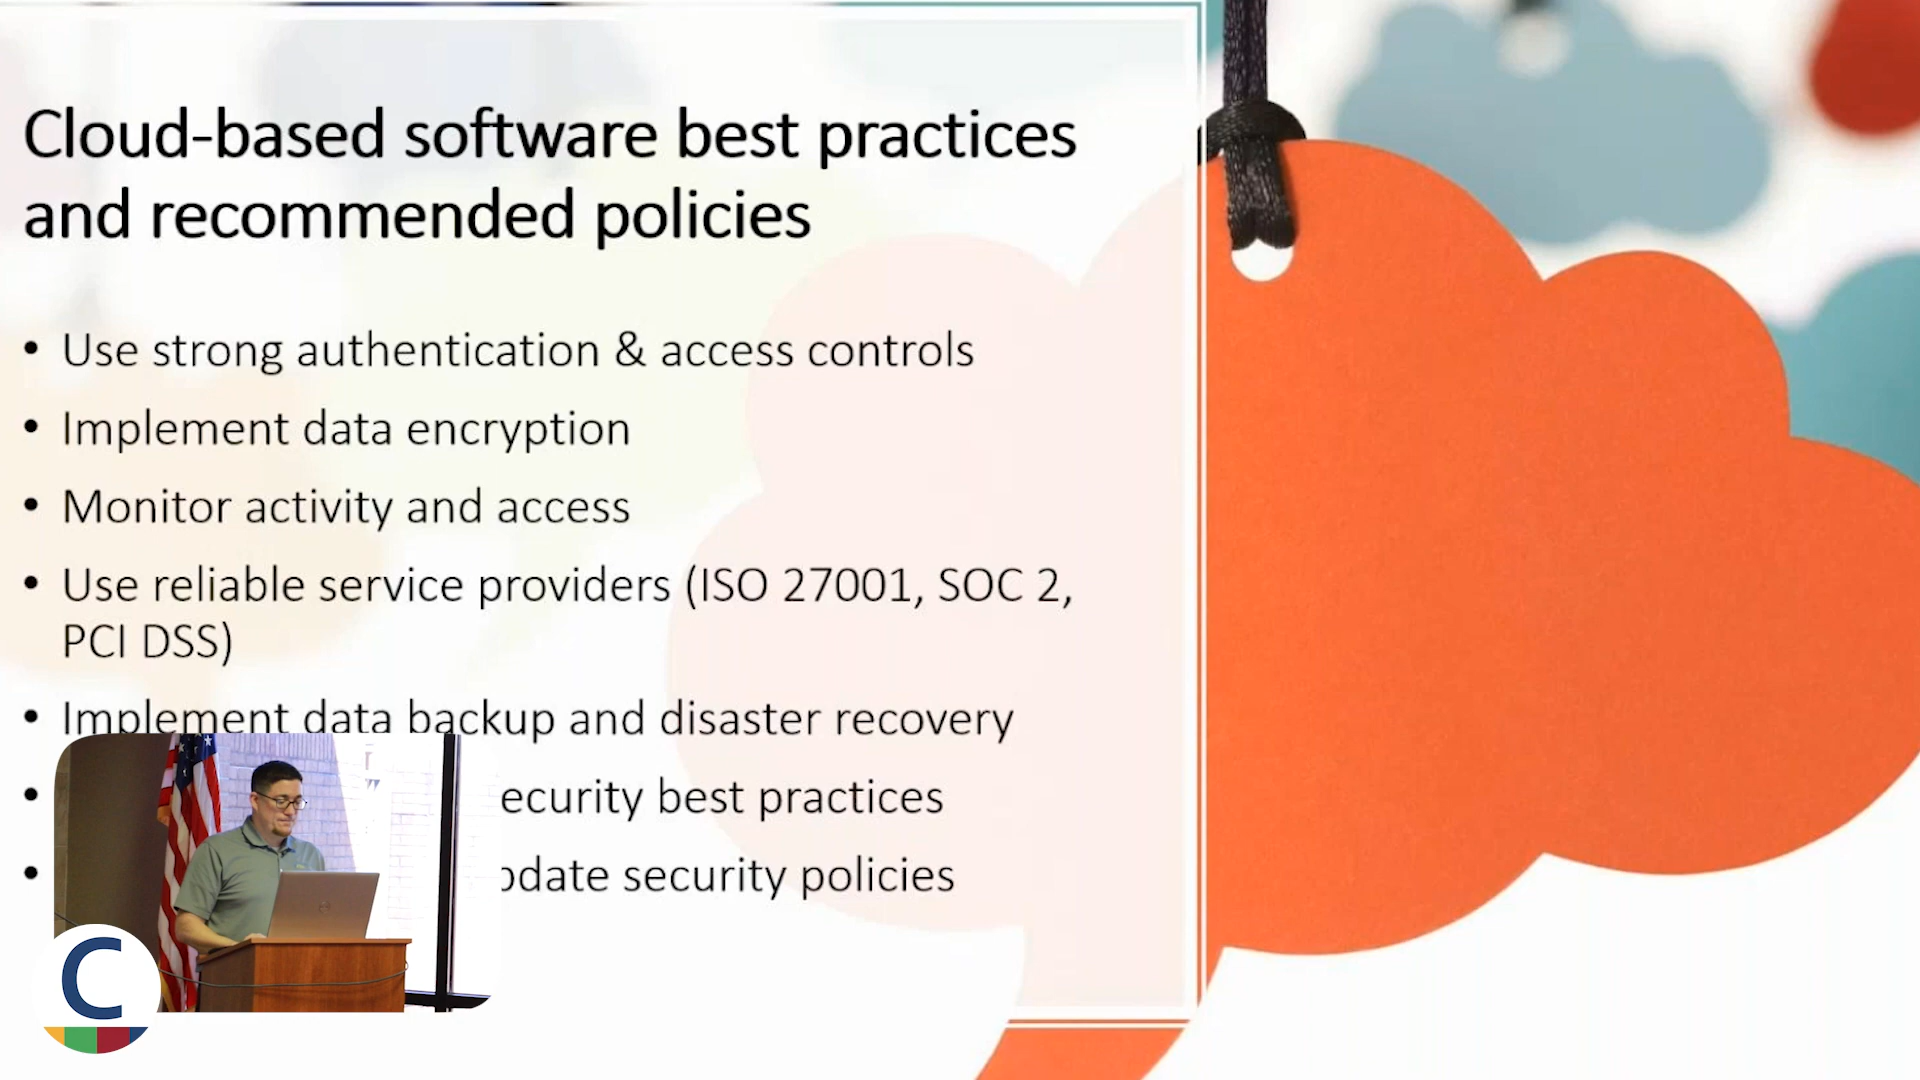 Cloud-based software best practices
and recommended policies
• Use strong authentication & access controls
• Implement data encryption
• Monitor activity and access
• Use reliable service providers (ISO 27001, SOC 2,
PCI DSS)
• Implement data backup and disaster recovery
• security best practices
• update security policies
C